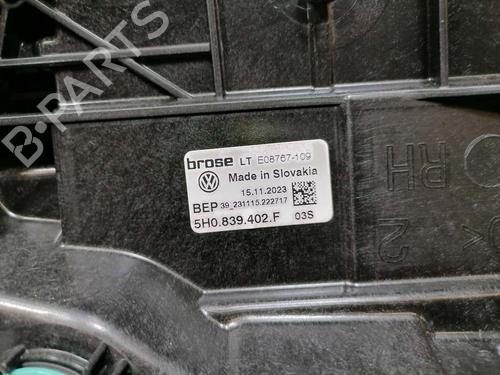 B-PARTS
brose LT E08767-109
Made in Slovakia
15.11.2023
BEP 39_231115.222717
5H0.839.402.F 03S
RH
2